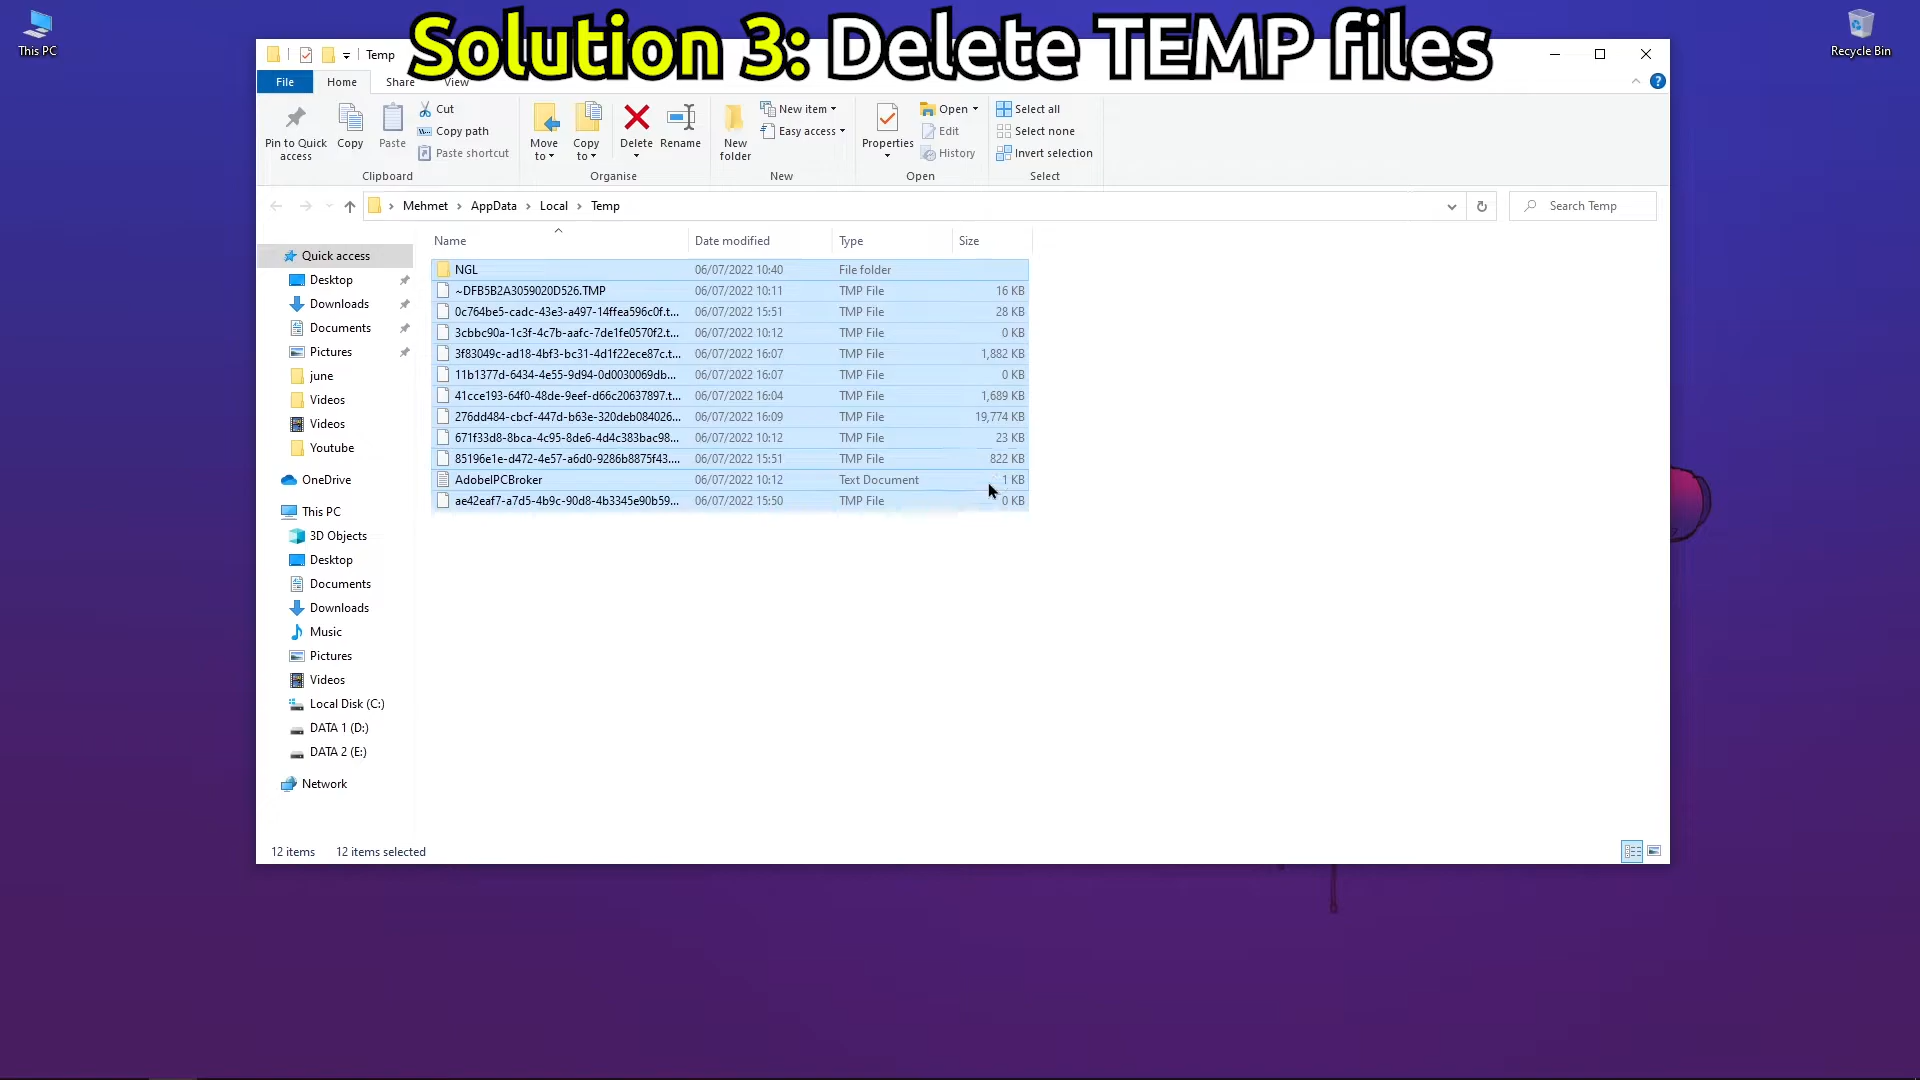 Solution 3: Delete TEMP files
This PC
Recycle Bin
Temp
File
Home
Share
View
Pin to Quick access
Copy
Paste
Cut
Copy path
Paste shortcut
Clipboard
Move to
Copy to
Delete
Rename
Organise
New folder
New item
Easy access
New
Properties
Open
Edit
History
Open
Select all
Select none
Invert selection
Select
Mehmet > AppData > Local > Temp
Search Temp
Name Date modified Type Size
NGL 06/07/2022 10:40 File folder
~DFB5B2A3059020D526.TMP 06/07/2022 10:11 TMP File 16 KB
0c764be5-cadc-43e3-a497-14ffea596c0f.t... 06/07/2022 15:51 TMP File 28 KB
3cbbc90a-1c3f-4c7b-aafc-7de1fe0570f2.t... 06/07/2022 10:12 TMP File 0 KB
3f83049c-ad18-4bf3-bc31-4d1f22ece87c.t... 06/07/2022 16:07 TMP File 1,882 KB
11b1377d-6434-4e55-9d94-0d0030069db... 06/07/2022 16:07 TMP File 0 KB
41cce193-64f0-48de-9eef-d66c20637897.t... 06/07/2022 16:04 TMP File 1,689 KB
276dd484-cbcf-447d-b63e-320deb084026... 06/07/2022 16:09 TMP File 19,774 KB
671f33d8-8bca-4c95-8de6-4d4c383bac98... 06/07/2022 10:12 TMP File 23 KB
85196e1e-d472-4e57-a6d0-9286b8875f43.... 06/07/2022 15:51 TMP File 822 KB
AdobeIPCBroker 06/07/2022 10:12 Text Document 1 KB
ae42eaf7-a7d5-4b9c-90d8-4b3345e90b59... 06/07/2022 15:50 TMP File 0 KB
Quick access
Desktop
Downloads
Documents
Pictures
june
Videos
Videos
Youtube
OneDrive
This PC
3D Objects
Desktop
Documents
Downloads
Music
Pictures
Videos
Local Disk (C:)
DATA 1 (D:)
DATA 2 (E:)
Network
12 items 12 items selected